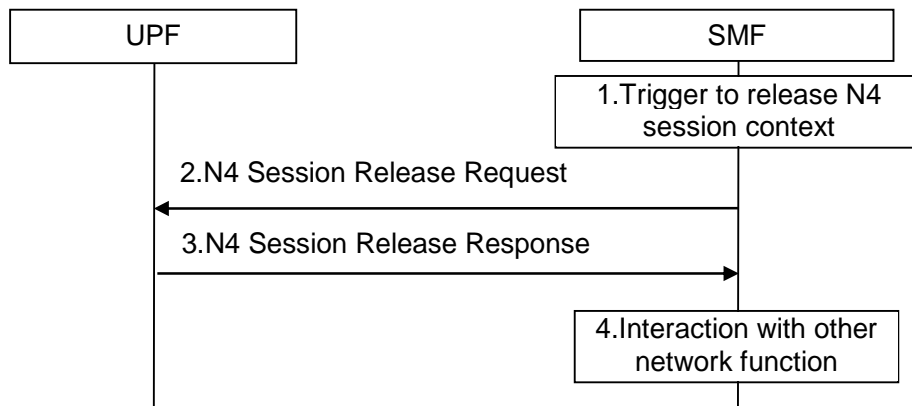 UPF
SMF
1.Trigger to release N4
session context
2.N4 Session Release Request
3.N4 Session Release Response
4.Interaction with other
network function